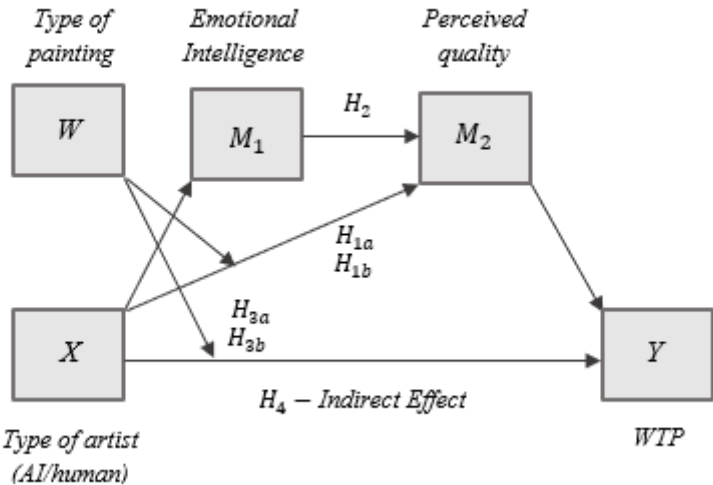 Type of
painting
Emotional
Intelligence
Perceived
quality
W
M₁
H₂
M₂
H₁ₐ
H₁b
H₃ₐ
H₃b
X
Y
H₄ − Indirect Effect
Type of artist
(AI/human)
WTP